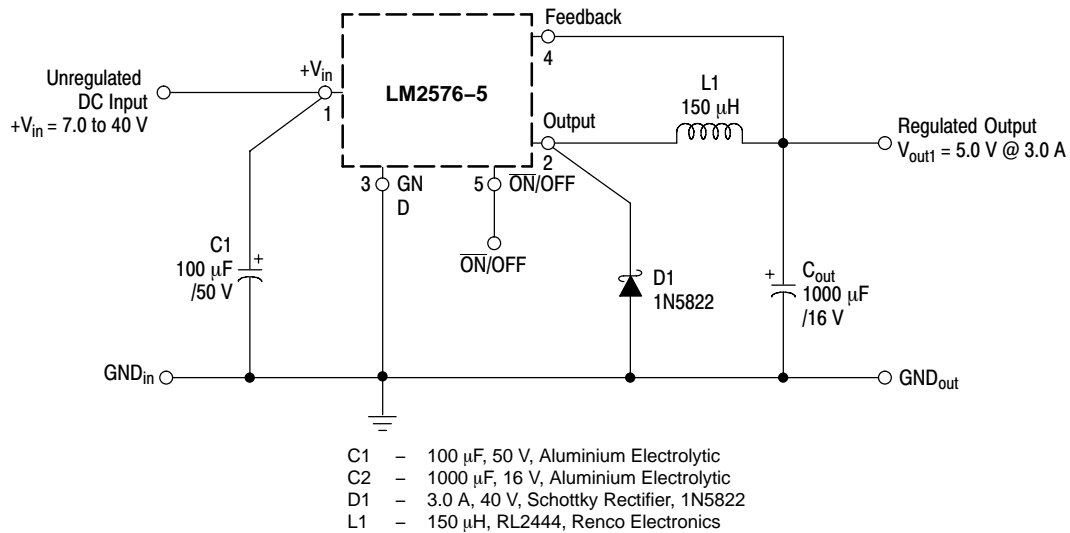 Feedback
4
Unregulated
DC Input
+Vin = 7.0 to 40 V
+Vin
1
LM2576–5
L1
150 μH
Output
2
Regulated Output
Vout1 = 5.0 V @ 3.0 A
3
GN
D
5
ON/OFF
ON/OFF
C1
100 μF
/50 V
+
D1
1N5822
+
Cout
1000 μF
/16 V
GNDin
GNDout
C1 – 100 μF, 50 V, Aluminium Electrolytic
C2 – 1000 μF, 16 V, Aluminium Electrolytic
D1 – 3.0 A, 40 V, Schottky Rectifier, 1N5822
L1 – 150 μH, RL2444, Renco Electronics